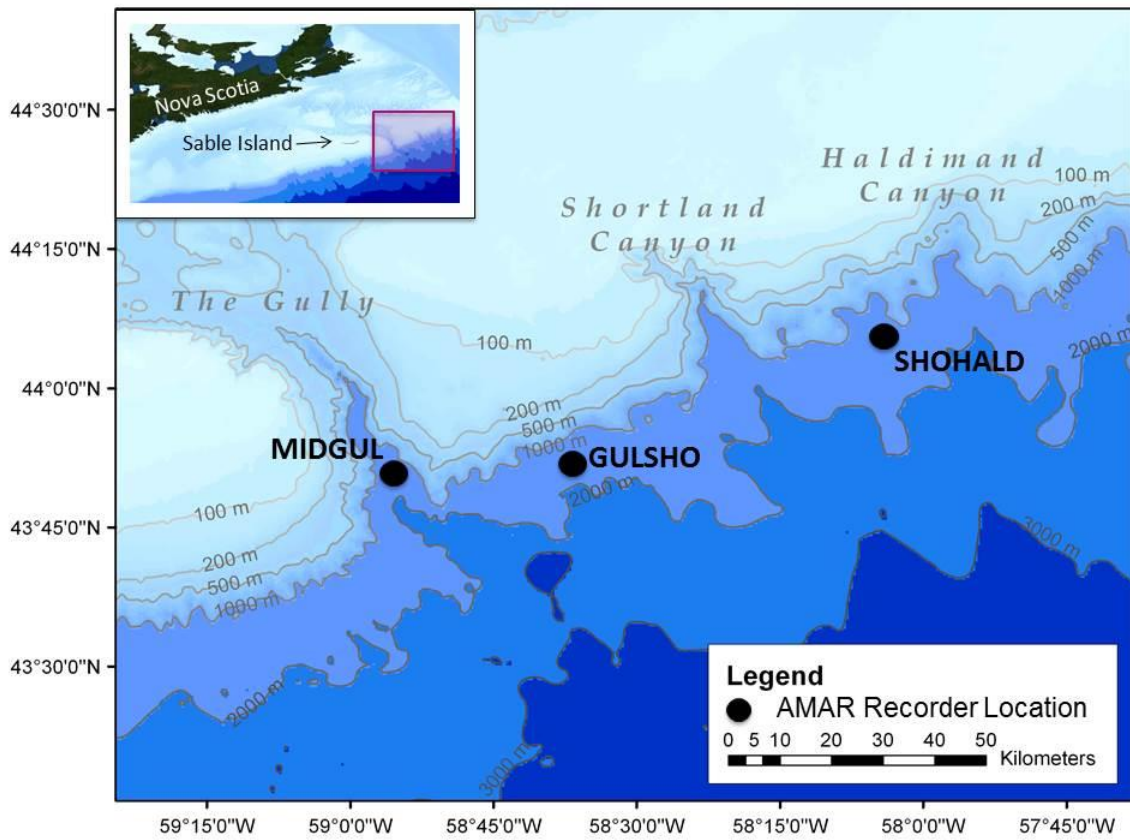 Nova Scotia
Sable Island
44°30'0"N
44°15'0"N
44°0'0"N
43°45'0"N
43°30'0"N
Haldimand
Canyon
100 m
200 m
500 m
1000 m
2000 m
Shortland
Canyon
The Gully
100 m
200 m
500 m
1000 m
2000 m
SHOHALD
MIDGUL
GULSHO
100 m
200 m
500 m
1000 m
2000 m
3000 m
3000 m
Legend
AMAR Recorder Location
0 5 10 20 30 40 50
Kilometers
59°15'0"W 59°0'0"W 58°45'0"W 58°30'0"W 58°15'0"W 58°0'0"W 57°45'0"W